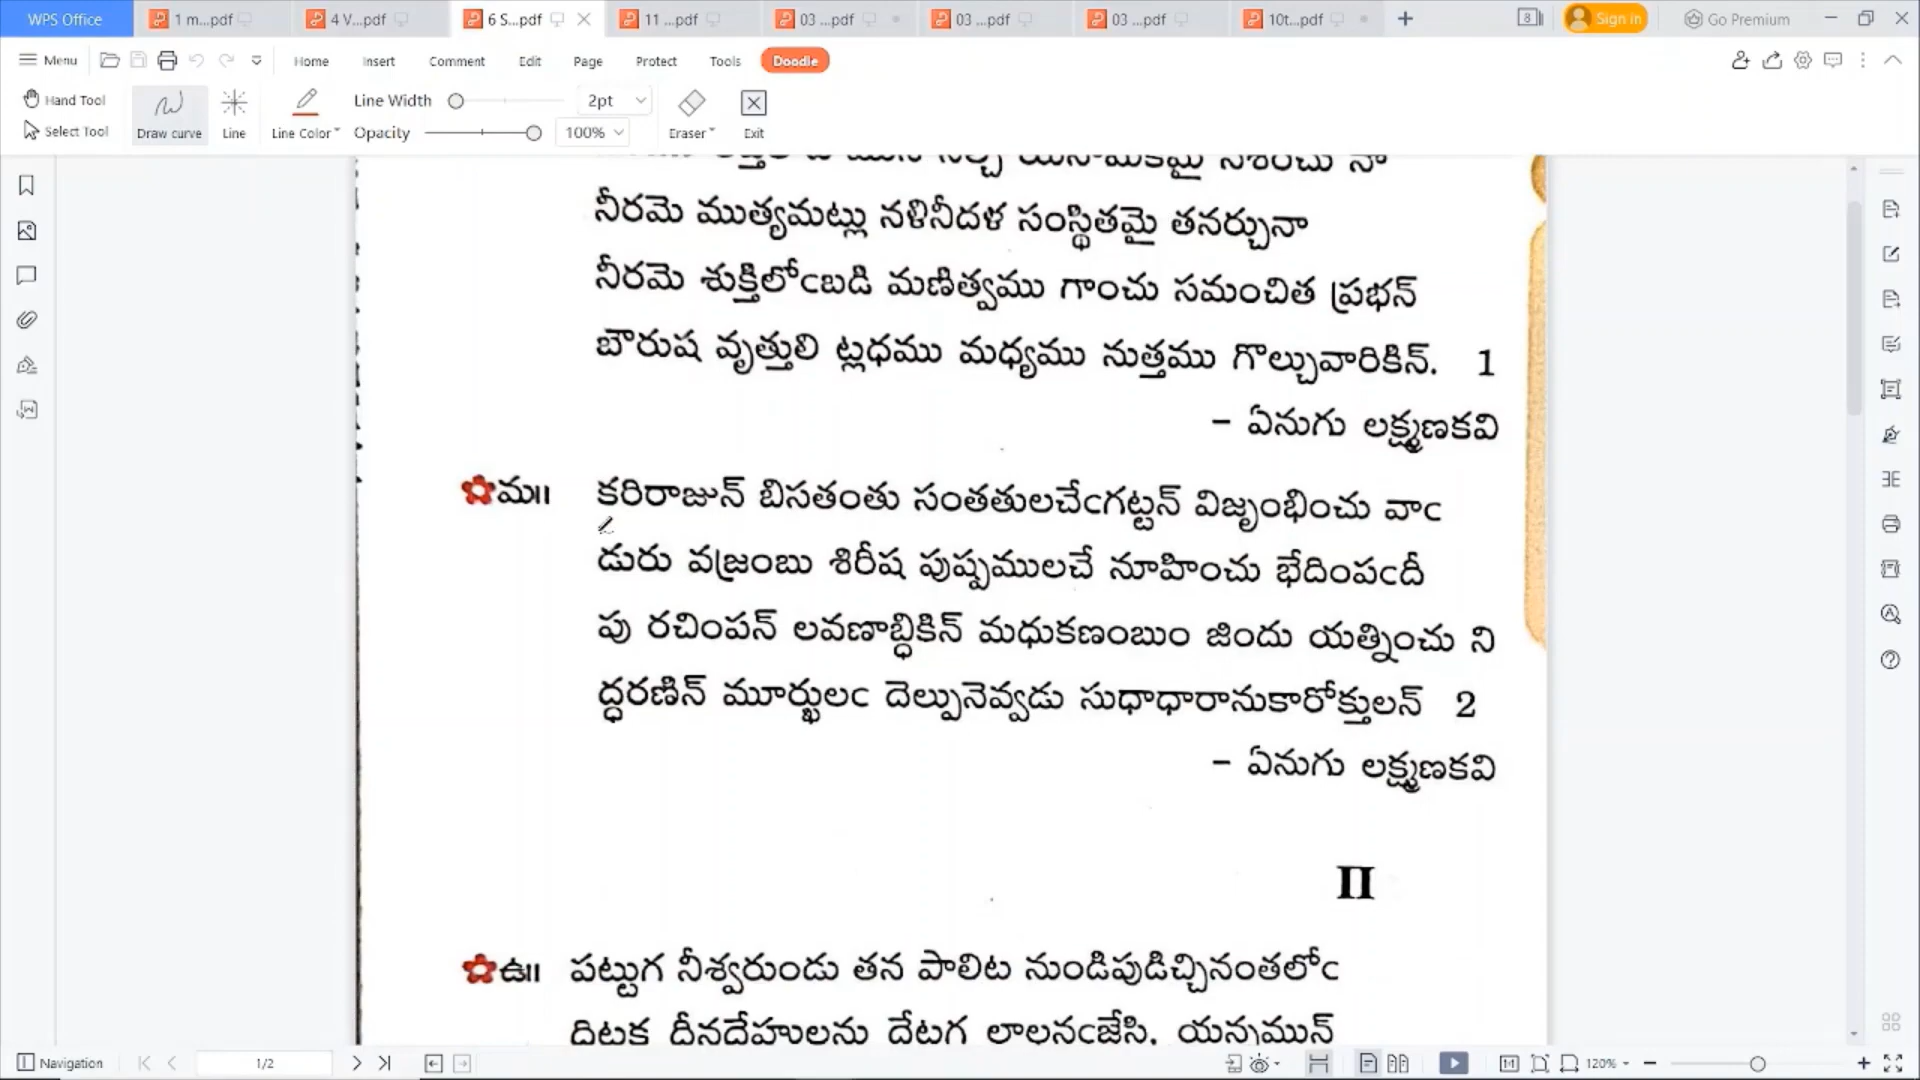 WPS Office 1 m...pdf 4 V...pdf 6 S...pdf 11 ...pdf 03 ...pdf 03 ...pdf 03 ...pdf 10t...pdf Sign in Go Premium
Menu Home Insert Comment Edit Page Protect Tools Doodle
Hand Tool Select Tool Draw curve Line Line Color Line Width 2pt Opacity 100% Eraser Exit
నీరమె ముత్యమట్లు నళినీదళ సంస్థితమై తనర్చునా
నీరమె శుక్తిలోఁబడి మణిత్వము గాంచు సమంచిత ప్రభన్
బౌరుష వృత్తులి ట్లధము మధ్యము నుత్తము గొల్చువారికిన్. 1
– ఏనుగు లక్ష్మణకవి
మ॥ కరిరాజున్ బిసతంతు సంతతులచేఁగట్టన్ విజృంభించు వాఁ
డురు వజ్రంబు శిరీష పుష్పములచే నూహించు భేదింపఁదీ
పు రచింపన్ లవణాబ్ధికిన్ మధుకణంబుం జిందు యత్నించు ని
ద్ధరణిన్ మూర్ఖులఁ దెల్పునెవ్వడు సుధాధారానుకారోక్తులన్ 2
– ఏనుగు లక్ష్మణకవి
II
ఉ॥ పట్టుగ నీశ్వరుండు తన పాలిట నుండిపుడిచ్చినంతలోఁ
దిటక దీనదేహులను దేటగ లాలనఁజేసి, యన్నమున్
Navigation 1/2 120%